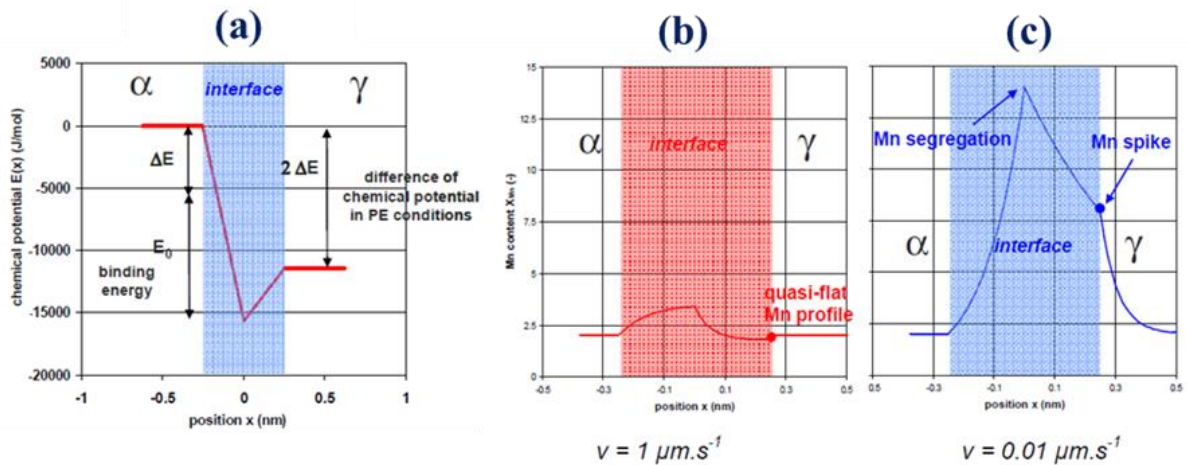 (a)
5000
0
-5000
-10000
-15000
-20000
chemical potential E(x) (J/mol)
α
interface
γ
ΔE
2 ΔE
difference of
chemical potential
in PE conditions
E₀
binding
energy
-1
-0.5
0
0.5
1
position x (nm)
(b)
15
12.5
10
7.5
5
2.5
0
Mn content XMn (-)
α
interface
γ
quasi-flat
Mn profile
-0.5
-0.3
-0.1
0.1
0.3
0.5
position x (nm)
v = 1 µm.s⁻¹
(c)
Mn segregation
Mn spike
α
interface
γ
0.5
-0.3
-0.1
0.1
0.3
0.5
position x (nm)
v = 0.01 µm.s⁻¹